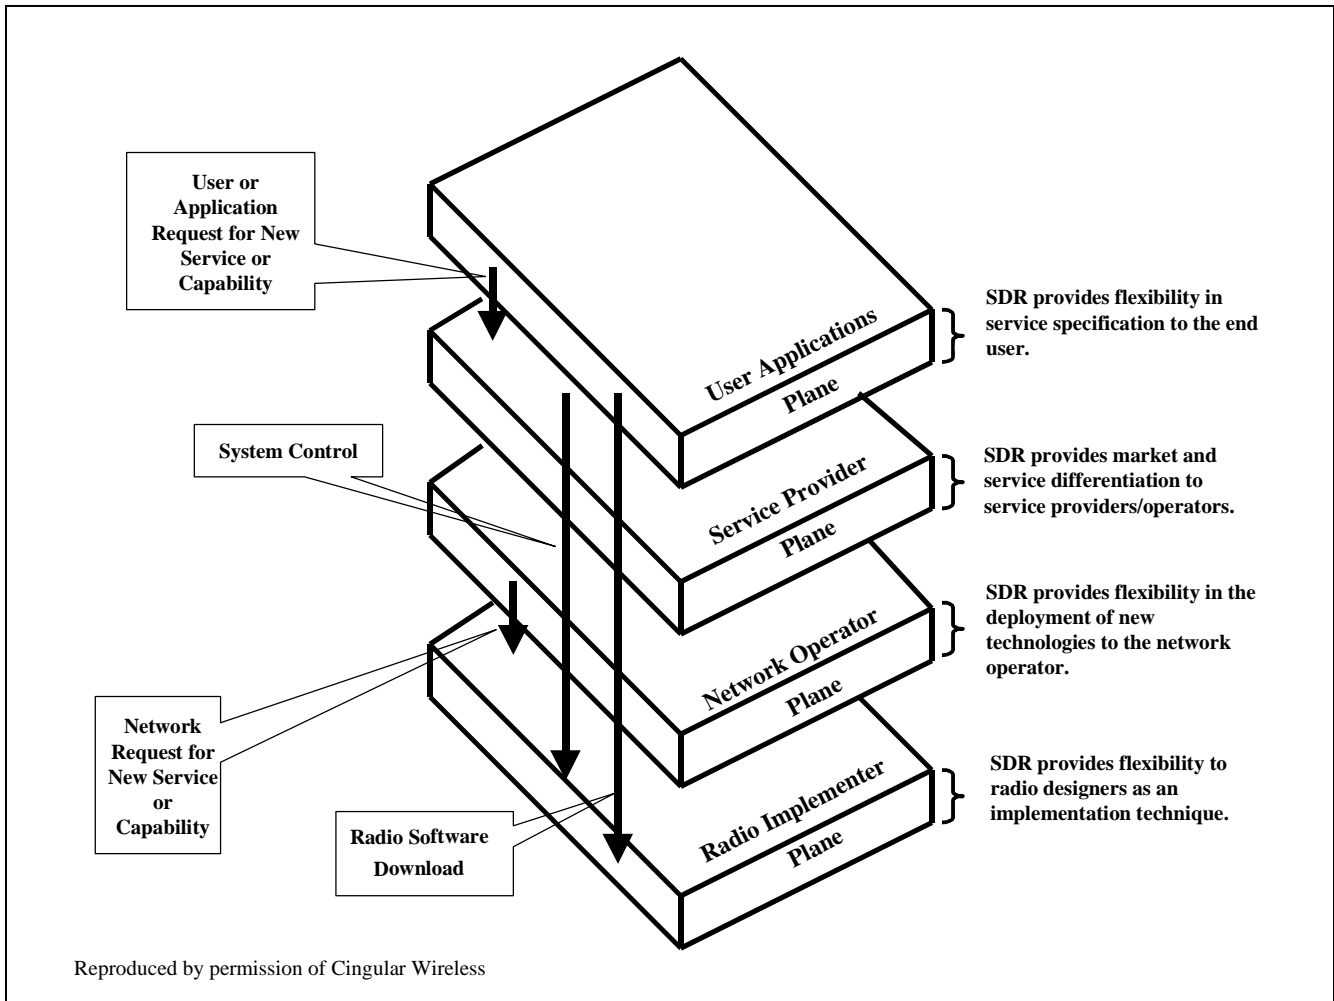 User or
Application
Request for New
Service or
Capability
SDR provides flexibility in
service specification to the end
user.
User Applications
Plane
System Control
SDR provides market and
service differentiation to
service providers/operators.
Service Provider
Plane
SDR provides flexibility in the
deployment of new
technologies to the network
operator.
Network Operator
Plane
Network
Request for
New Service
or
Capability
SDR provides flexibility to
radio designers as an
implementation technique.
Radio Implementer
Plane
Radio Software
Download
Reproduced by permission of Cingular Wireless